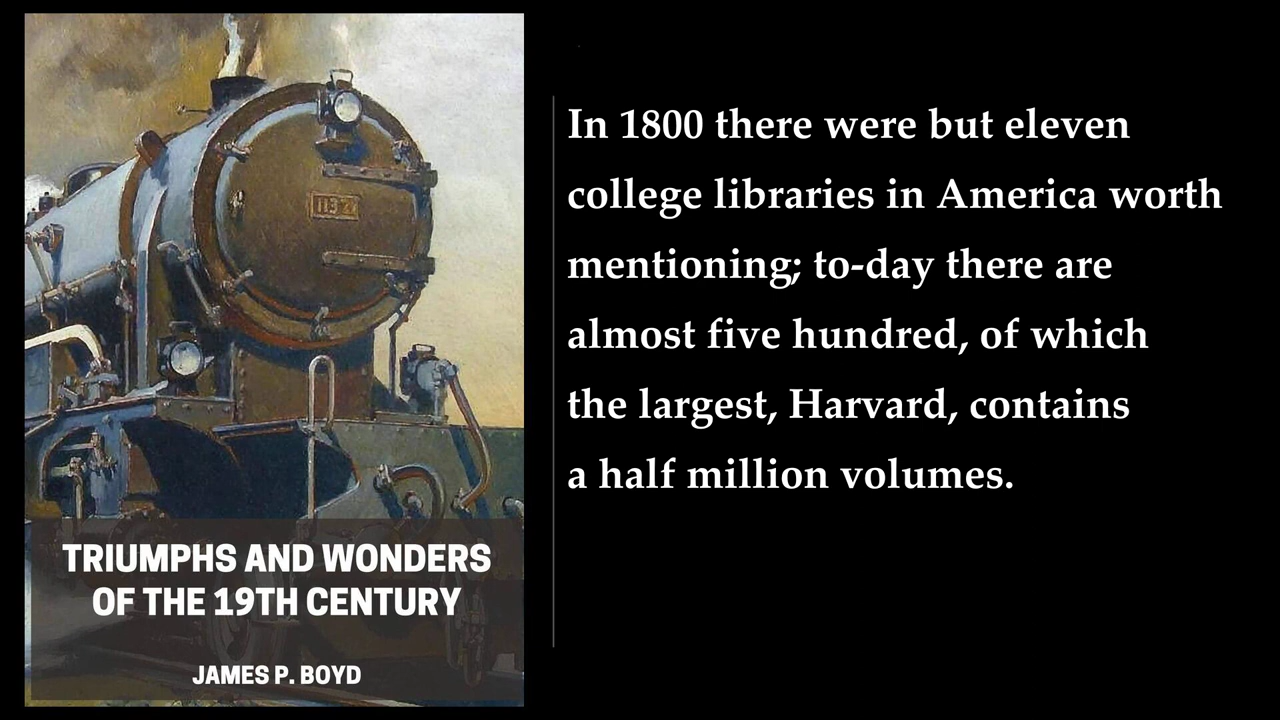 In 1800 there were but eleven
college libraries in America worth
mentioning; to-day there are
almost five hundred, of which
the largest, Harvard, contains
a half million volumes.
TRIUMPHS AND WONDERS
OF THE 19TH CENTURY
JAMES P. BOYD